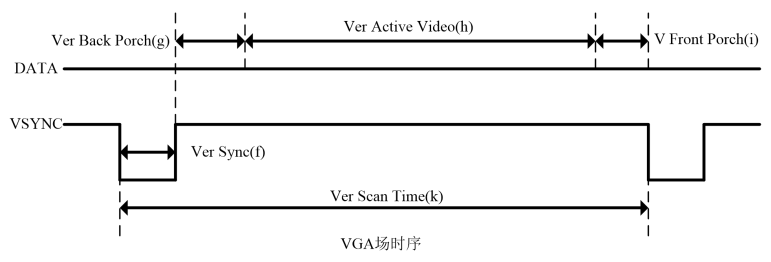 Ver Active Video(h)
Ver Back Porch(g)
V Front Porch(i)
DATA
VSYNC
Ver Sync(f)
Ver Scan Time(k)
VGA场时序